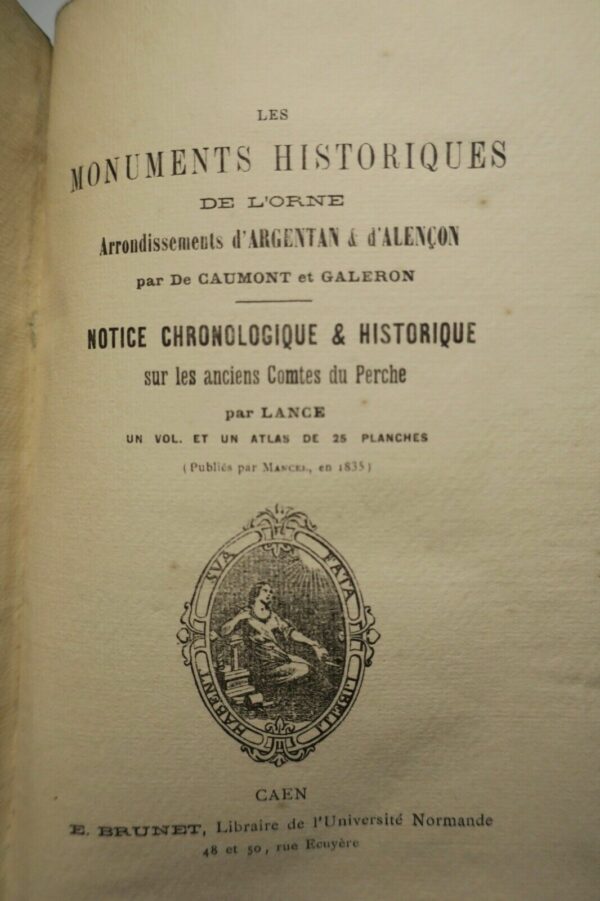 LES
MONUMENTS HISTORIQUES
DE L'ORNE
Arrondissements d'ARGENTAN & d'ALENÇON
par De CAUMONT et GALERON
NOTICE CHRONOLOGIQUE & HISTORIQUE
sur les anciens Comtes du Perche
par LANCE
UN VOL. ET UN ATLAS DE 25 PLANCHES
(Publiés par MANCEL, en 1835)
HABENT SUA FATA LIBELLI
CAEN
E. BRUNET, Libraire de l'Université Normande
48 et 50, rue Ecuyère